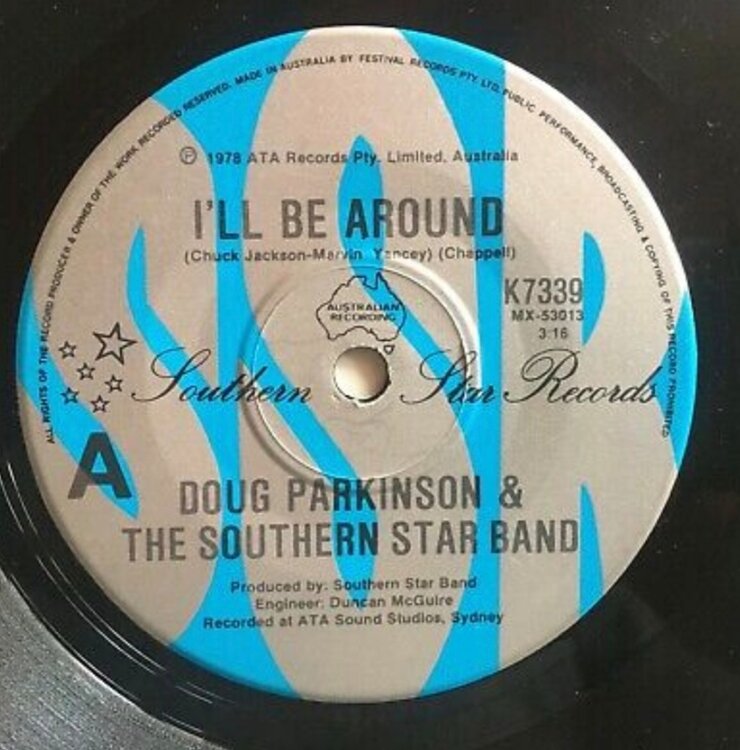 ALL RIGHTS OF THE RECORD PRODUCER & OWNER OF THE WORK RECORDED RESERVED. MADE IN AUSTRALIA BY FESTIVAL RECORDS PTY. LTD. PUBLIC PERFORMANCE, BROADCASTING & COPYING OF THIS RECORD PROHIBITED
℗ 1978 ATA Records Pty. Limited, Australia
I'LL BE AROUND
(Chuck Jackson-Marvin Yancey) (Chappell)
AUSTRALIAN
RECORDING
K7339
MX-53013
3:16
Southern Star Records
A
DOUG PARKINSON &
THE SOUTHERN STAR BAND
Produced by: Southern Star Band
Engineer: Duncan McGuire
Recorded at ATA Sound Studios, Sydney
SSR